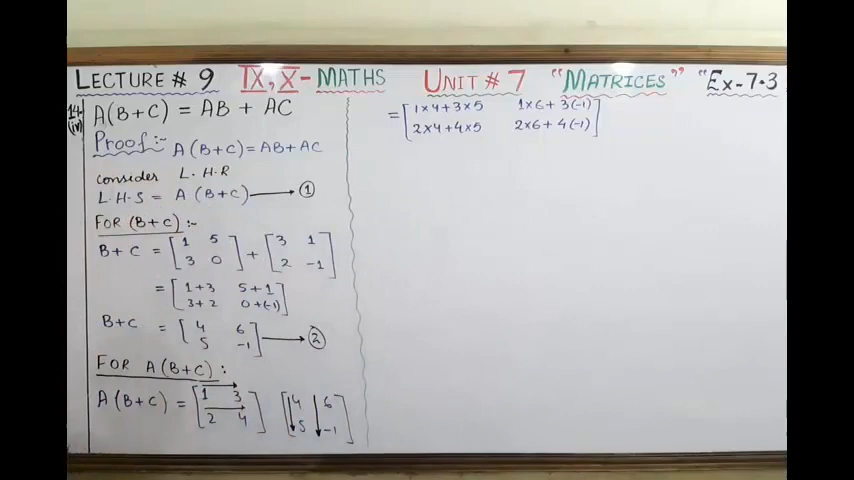 LECTURE # 9 IX, X - MATHS UNIT # 7 "MATRICES" "Ex-7.3
14. (iv) A(B+C) = AB + AC
Proof:- A(B+C) = AB+AC
consider L.H.R
L.H.S = A(B+C) ⟶ ①
FOR (B+C) :-
B+C = [1 5
3 0] + [3 1
2 -1]
= [1+3 5+1
3+2 0+(-1)]
B+C = [4 6
5 -1] ⟶ ②
FOR A(B+C) :
A(B+C) = [1 3
2 4] [4 6
5 -1]
= [1×4+3×5 1×6+3(-1)
2×4+4×5 2×6+4(-1)]